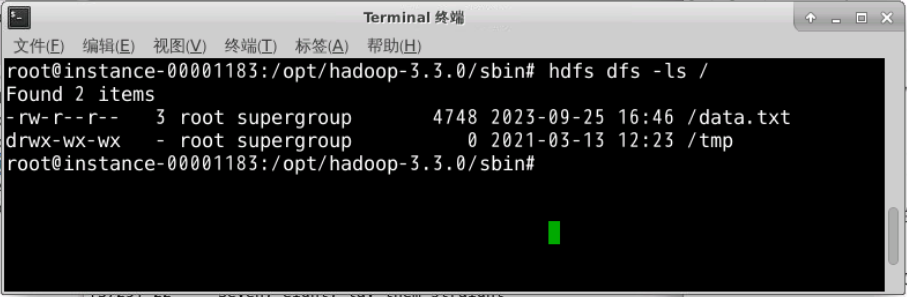 Terminal 终端
文件(F) 编辑(E) 视图(V) 终端(T) 标签(A) 帮助(H)
root@instance-00001183:/opt/hadoop-3.3.0/sbin# hdfs dfs -ls /
Found 2 items
-rw-r--r--   3 root supergroup       4748 2023-09-25 16:46 /data.txt
drwx-wx-wx   - root supergroup          0 2021-03-13 12:23 /tmp
root@instance-00001183:/opt/hadoop-3.3.0/sbin#